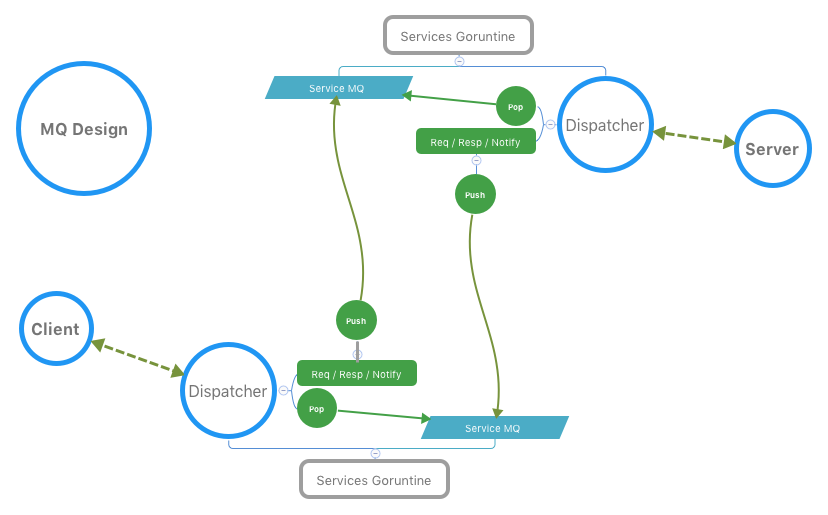 Services Goruntine
Service MQ
Pop
Dispatcher
MQ Design
Req / Resp / Notify
Server
Push
Push
Client
Req / Resp / Notify
Dispatcher
Pop
Service MQ
Services Goruntine